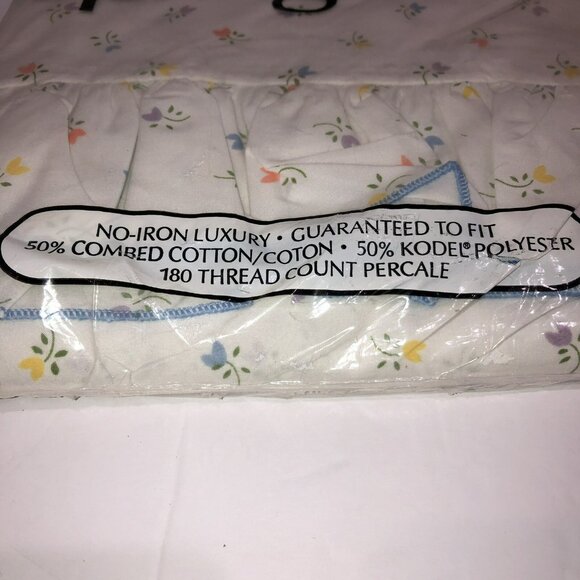 NO-IRON LUXURY • GUARANTEED TO FIT
50% COMBED COTTON/COTON • 50% KODEL® POLYESTER
180 THREAD COUNT PERCALE